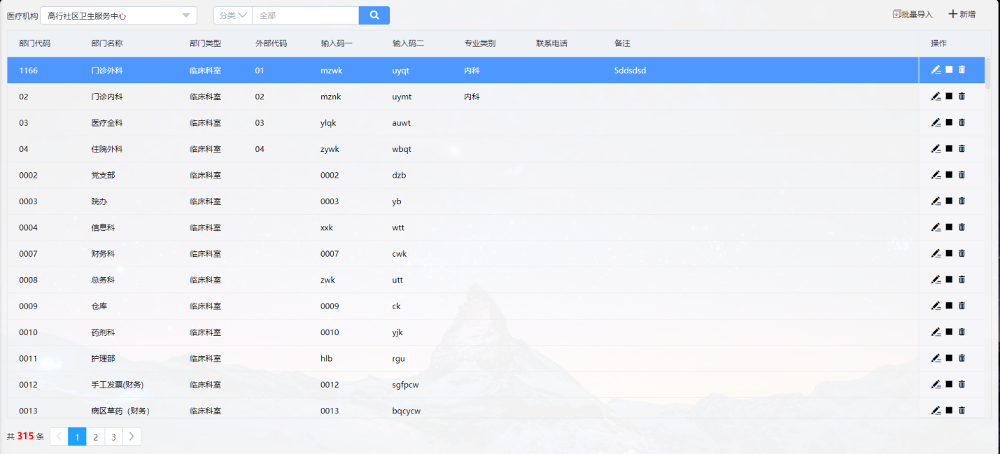 医疗机构 高行社区卫生服务中心 分类 全部 批量导入 新增
部门代码 部门名称 部门类型 外部代码 输入码一 输入码二 专业类别 联系电话 备注 操作
1166 门诊外科 临床科室 01 mzwk uyqt 内科 5ddsdsd
02 门诊内科 临床科室 02 mznk uymt 内科
03 医疗全科 临床科室 03 ylqk auwt
04 住院外科 临床科室 04 zywk wbqt
0002 党支部 临床科室 0002 dzb
0003 院办 临床科室 0003 yb
0004 信息科 临床科室 xxk wtt
0007 财务科 临床科室 0007 cwk
0008 总务科 临床科室 zwk utt
0009 仓库 临床科室 0009 ck
0010 药剂科 临床科室 0010 yjk
0011 护理部 临床科室 hlb rgu
0012 手工发票(财务) 临床科室 0012 sgfpcw
0013 病区草药（财务） 临床科室 0013 bqcycw
共 315 条 1 2 3